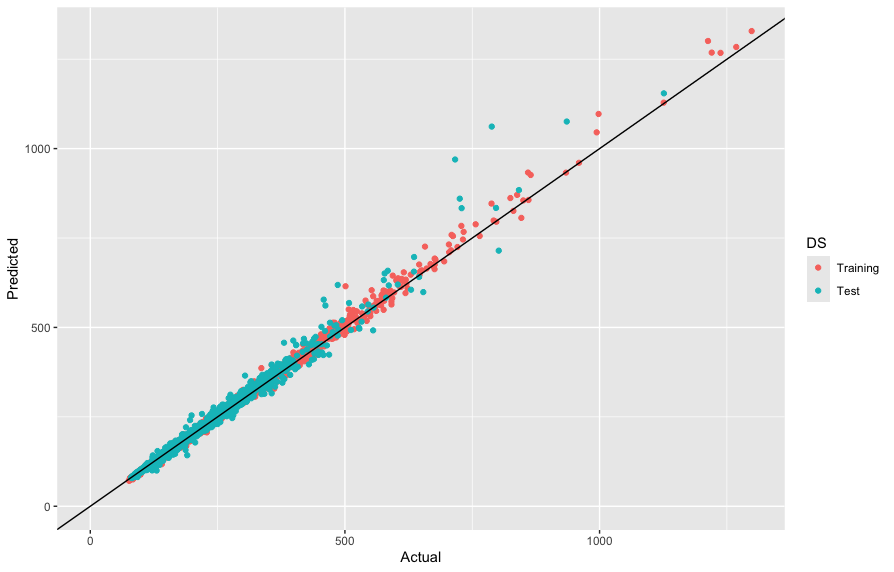 1000
500
0
Predicted
0 500 1000
Actual
DS
Training
Test